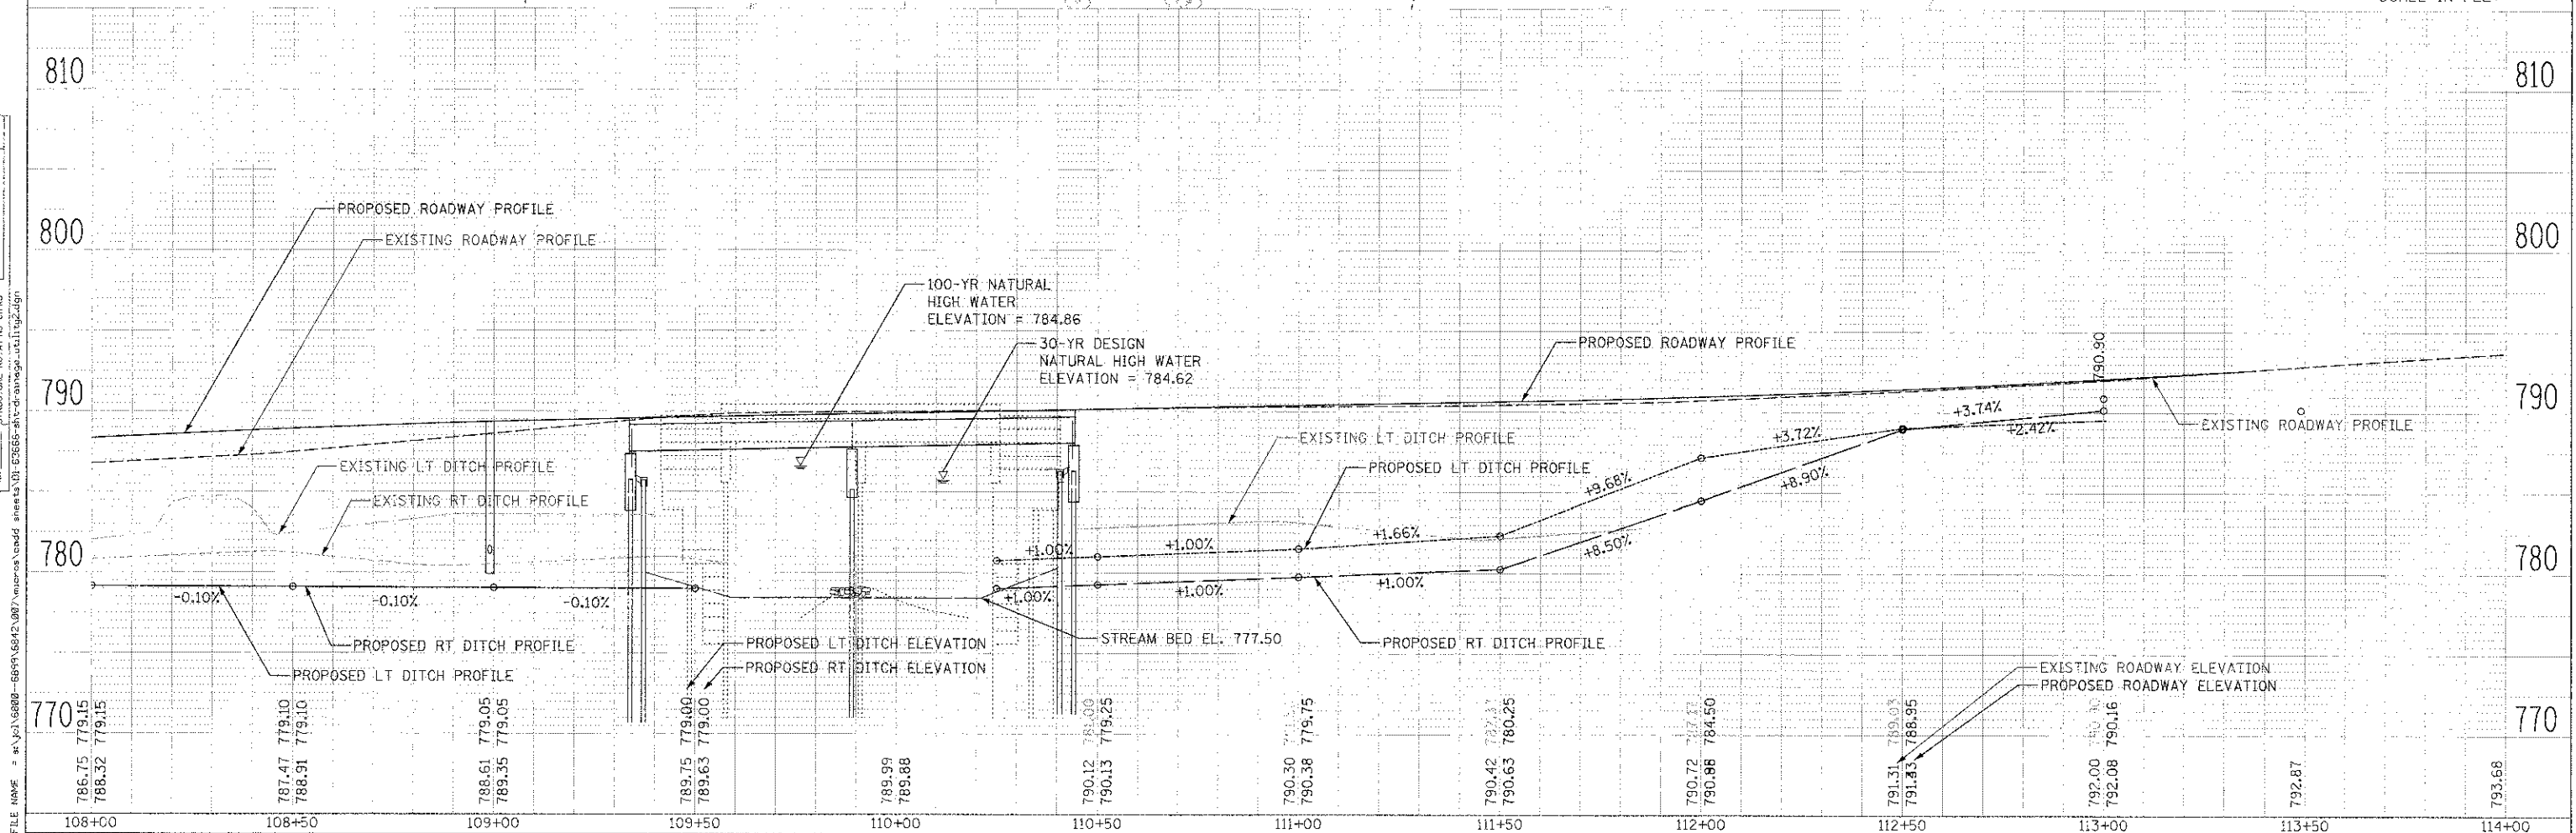 810
810
PROPOSED ROADWAY PROFILE
800
800
EXISTING ROADWAY PROFILE
100-YR NATURAL
HIGH WATER
ELEVATION = 784.86
30-YR DESIGN
NATURAL HIGH WATER
ELEVATION = 784.62
PROPOSED ROADWAY PROFILE
790.90
790
790
EXISTING LT DITCH PROFILE
EXISTING RT DITCH PROFILE
EXISTING LT DITCH PROFILE
PROPOSED LT DITCH PROFILE
+3.72%
+3.74%
+2.42%
EXISTING ROADWAY PROFILE
+9.68%
+8.90%
780
780
+1.00%
+1.00%
+1.66%
+8.50%
-0.10%
-0.10%
-0.10%
+1.00%
+1.00%
+1.00%
PROPOSED RT DITCH PROFILE
PROPOSED LT DITCH PROFILE
PROPOSED LT DITCH ELEVATION
PROPOSED RT DITCH ELEVATION
STREAM BED EL. 777.50
PROPOSED RT DITCH PROFILE
EXISTING ROADWAY ELEVATION
PROPOSED ROADWAY ELEVATION
770
770
786.75 779.15
788.32 779.15
787.47 779.10
788.91 779.10
788.61 779.05
789.35 779.05
789.75 779.00
789.63 779.00
789.99
789.88
790.12
790.13 779.25
790.30
790.38 779.75
790.42
790.63 780.25
790.72
784.50
791.31
788.95
792.00
792.08 790.16
792.87
793.68
108+00
108+50
109+00
109+50
110+00
110+50
111+00
111+50
112+00
112+50
113+00
113+50
114+00
FILE NAME =